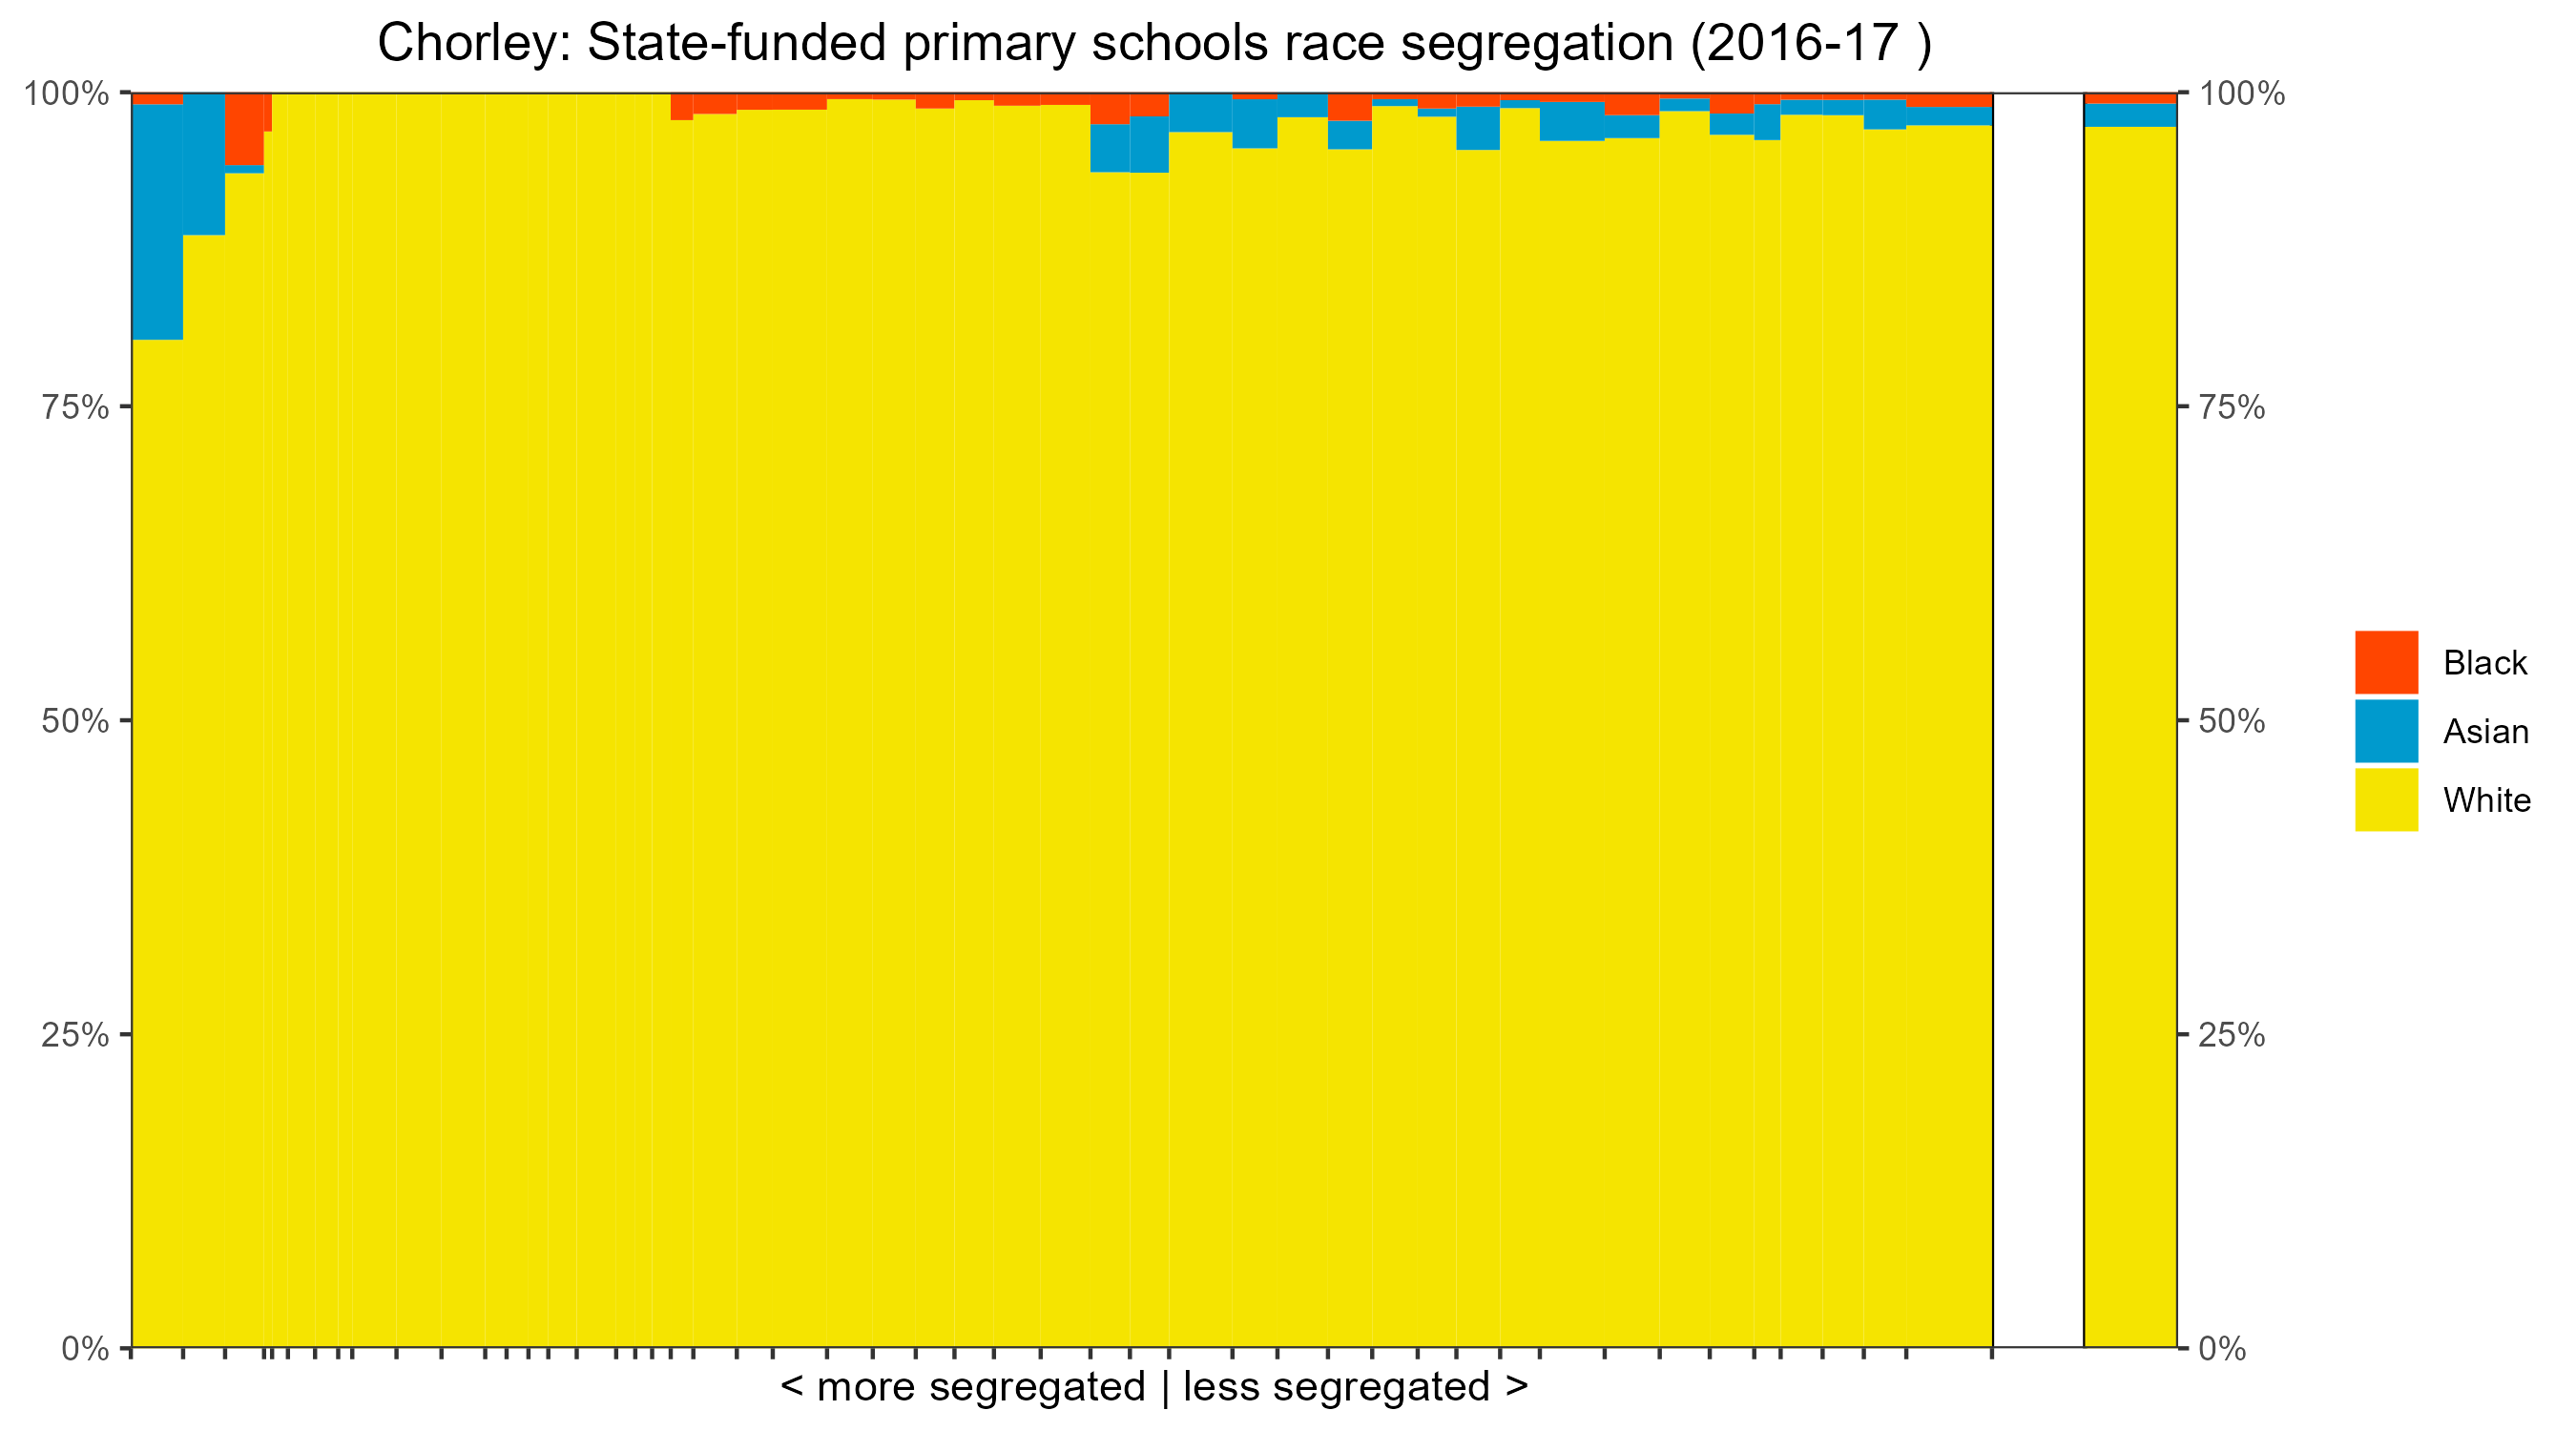 Chorley: State-funded primary schools race segregation (2016-17 )
100%
75%
50%
25%
0%
100%
75%
50%
25%
0%
Black
Asian
White
< more segregated | less segregated >